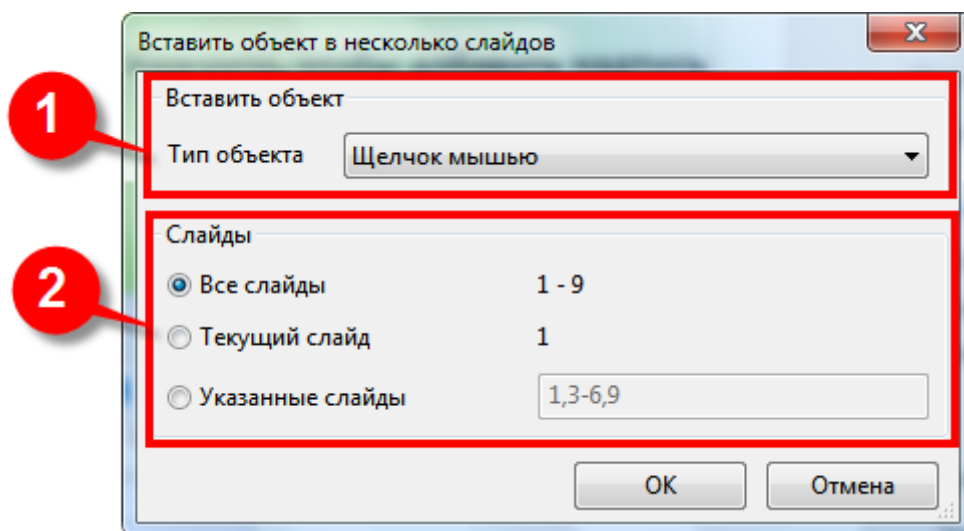 Вставить объект в несколько слайдов
Вставить объект
1
Тип объекта Щелчок мышью
Слайды
2
Все слайды 1 - 9
Текущий слайд 1
Указанные слайды 1,3-6,9
OK Отмена